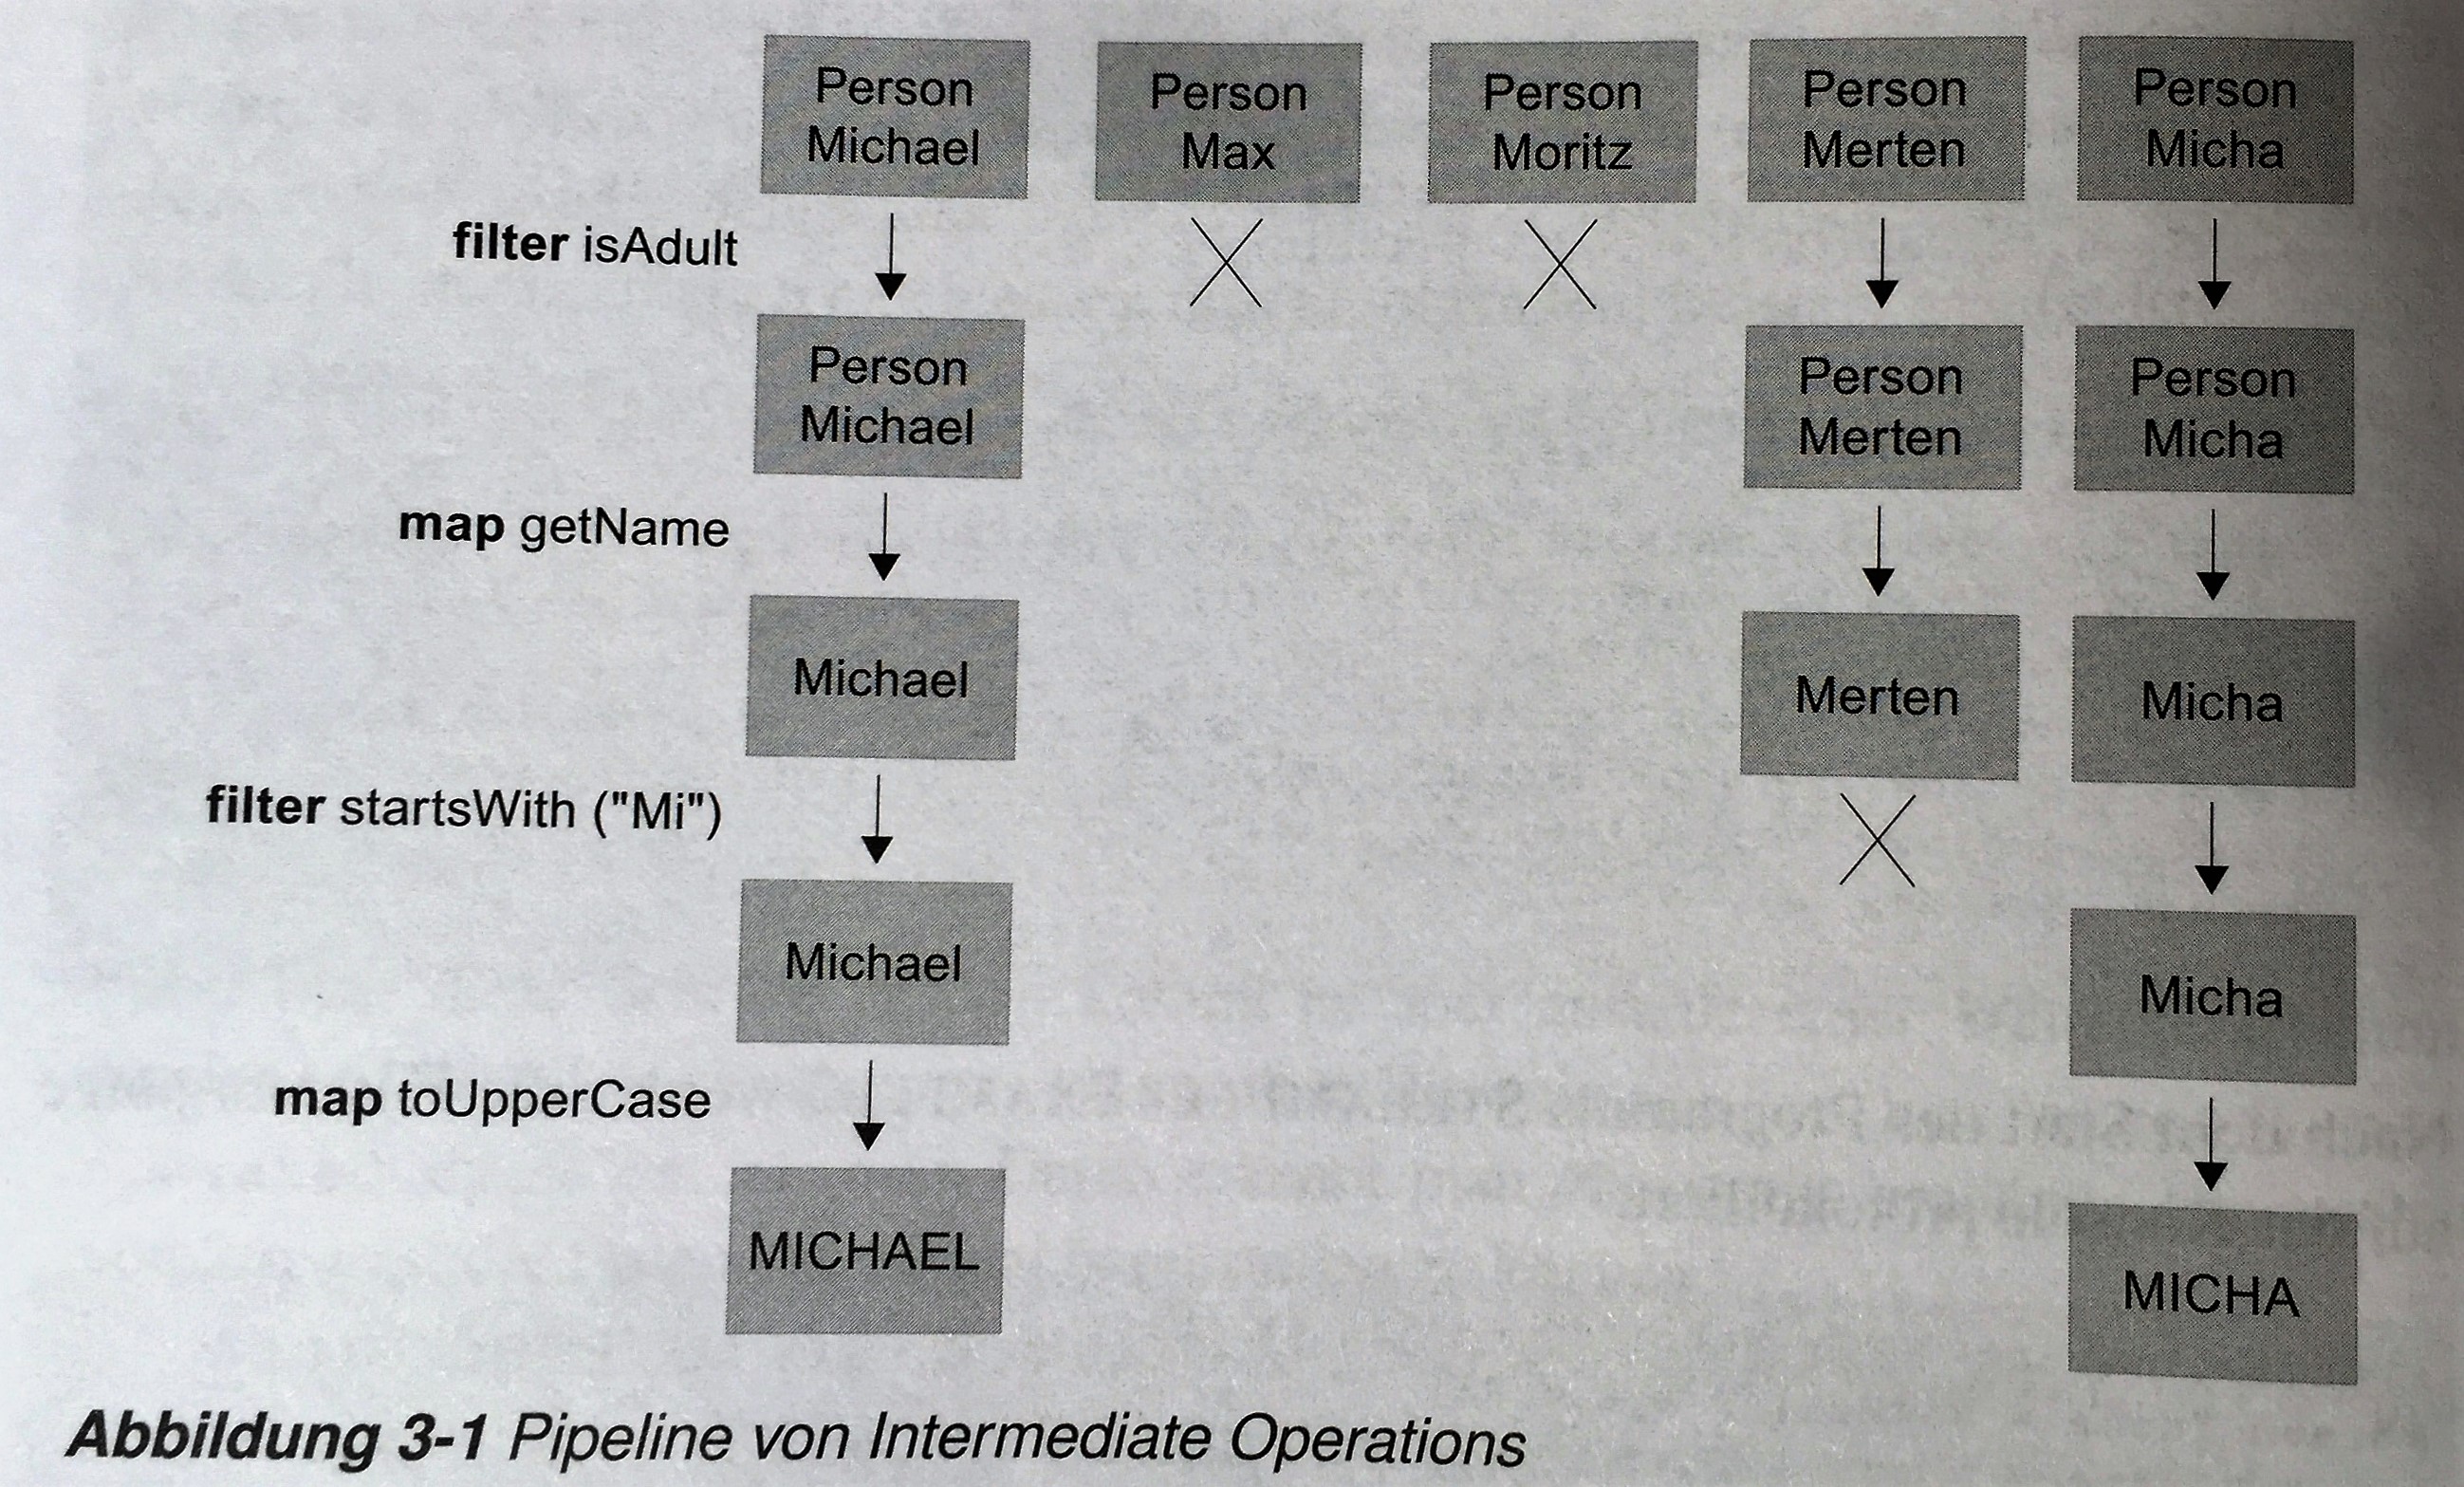 Person Michael
Person Max
Person Moritz
Person Merten
Person Micha
filter isAdult
Person Michael
Person Merten
Person Micha
map getName
Michael
Merten
Micha
filter startsWith ("Mi")
Michael
Micha
map toUpperCase
MICHAEL
MICHA
Abbildung 3-1 Pipeline von Intermediate Operations